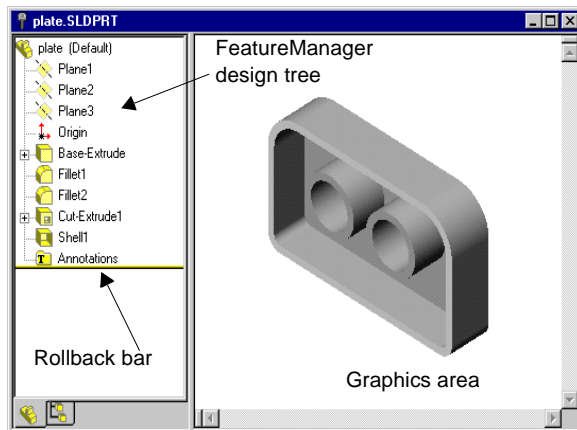 plate.SLDPRT
plate (Default)
Plane1
Plane2
Plane3
Origin
Base-Extrude
Fillet1
Fillet2
Cut-Extrude1
Shell1
T Annotations
FeatureManager
design tree
Rollback bar
Graphics area